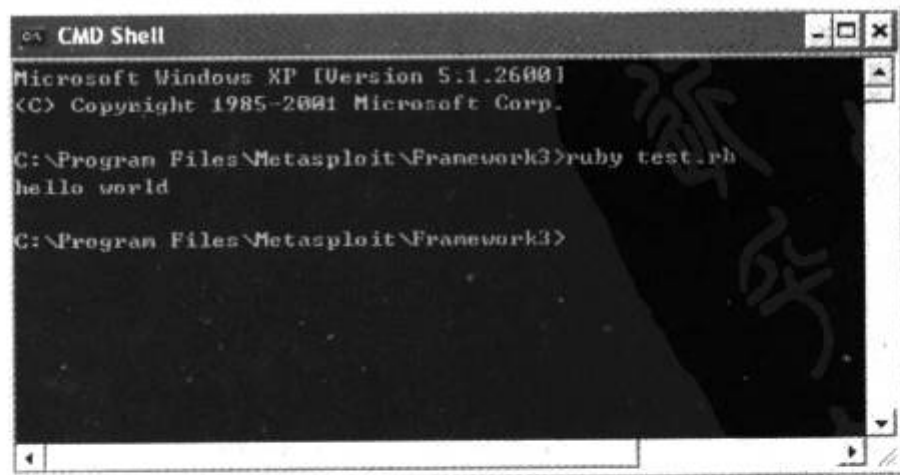 CMD Shell
Microsoft Windows XP [Version 5.1.2600]
(C) Copyright 1985-2001 Microsoft Corp.
C:\Program Files\Metasploit\Framework3>ruby test.rb
hello world
C:\Program Files\Metasploit\Framework3>